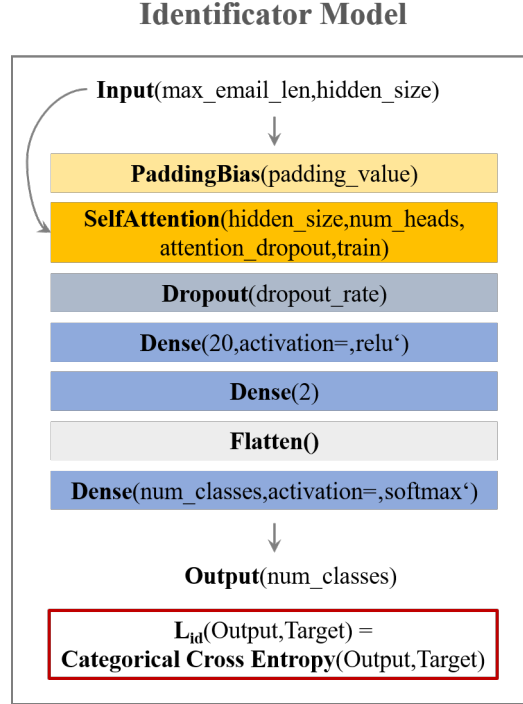 Identificator Model
Input(max_email_len,hidden_size)
PaddingBias(padding_value)
SelfAttention(hidden_size,num_heads,
attention_dropout,train)
Dropout(dropout_rate)
Dense(20,activation=‚relu‘)
Dense(2)
Flatten()
Dense(num_classes,activation=‚softmax‘)
Output(num_classes)
L_id(Output,Target) =
Categorical Cross Entropy(Output,Target)